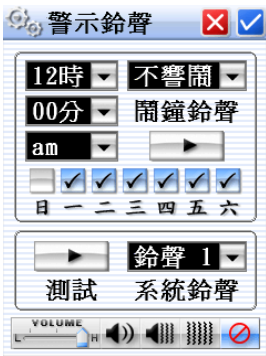 警示鈴聲
12時 不響鬧
00分 鬧鐘鈴聲
am
日 一 二 三 四 五 六
鈴聲 1
測試 系統鈴聲
VOLUME
L H